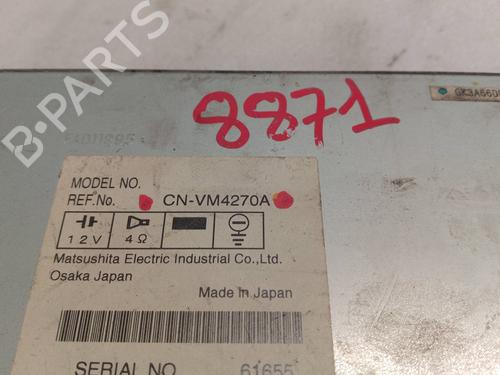 B-Parts
8871
GK3A66D
MODEL NO.
REF.No. CN-VM4270A
12V 4Ω
Matsushita Electric Industrial Co.,Ltd.
Osaka Japan
Made in Japan
SERIAL NO 61655